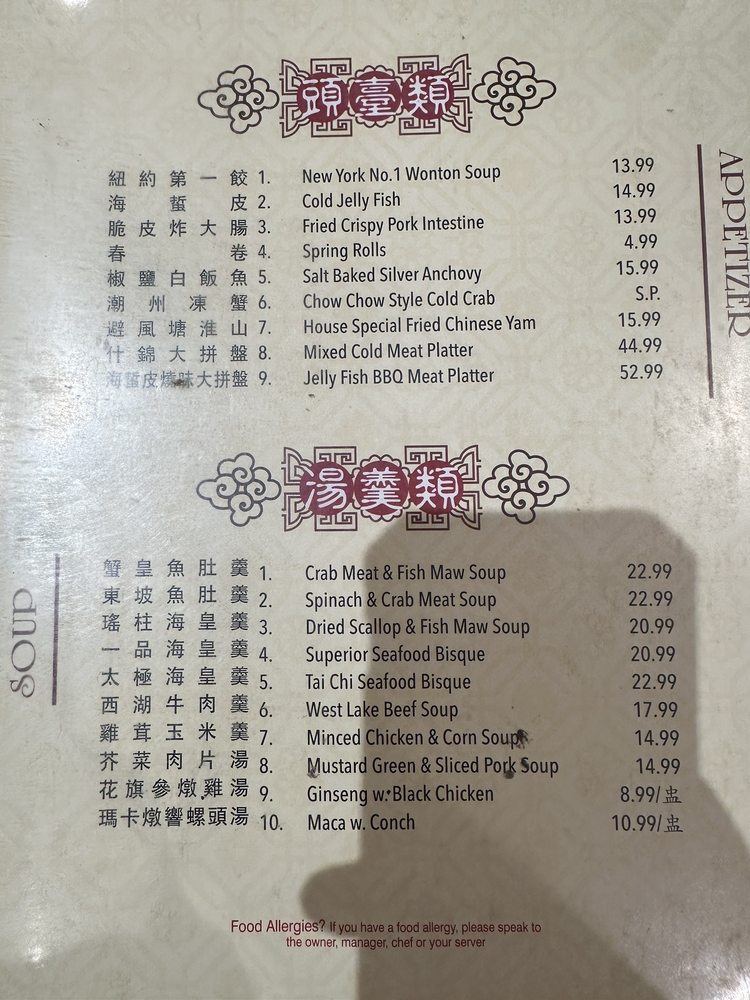 頭臺類
APPETIZER
紐約第一餃 1. New York No.1 Wonton Soup 13.99
海蜇皮 2. Cold Jelly Fish 14.99
脆皮炸大腸 3. Fried Crispy Pork Intestine 13.99
春卷 4. Spring Rolls 4.99
椒鹽白飯魚 5. Salt Baked Silver Anchovy 15.99
潮州凍蟹 6. Chow Chow Style Cold Crab S.P.
避風塘淮山 7. House Special Fried Chinese Yam 15.99
什錦大拼盤 8. Mixed Cold Meat Platter 44.99
海蜇皮燒味大拼盤 9. Jelly Fish BBQ Meat Platter 52.99
湯羹類
SOUP
蟹皇魚肚羹 1. Crab Meat & Fish Maw Soup 22.99
東坡魚肚羹 2. Spinach & Crab Meat Soup 22.99
瑤柱海皇羹 3. Dried Scallop & Fish Maw Soup 20.99
一品海皇羹 4. Superior Seafood Bisque 20.99
太極海皇羹 5. Tai Chi Seafood Bisque 22.99
西湖牛肉羹 6. West Lake Beef Soup 17.99
雞茸玉米羹 7. Minced Chicken & Corn Soup 14.99
芥菜肉片湯 8. Mustard Green & Sliced Pork Soup 14.99
花旗參燉雞湯 9. Ginseng w. Black Chicken 8.99/盅
瑪卡燉響螺頭湯 10. Maca w. Conch 10.99/盅
Food Allergies? If you have a food allergy, please speak to
the owner, manager, chef or your server